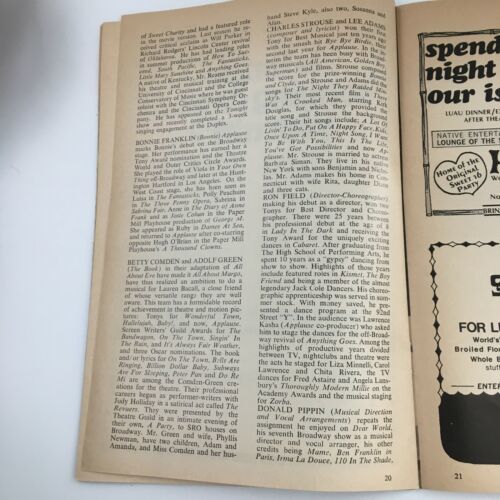 of Sweet Charity and had a featured role
in the movie version. Last season he re-
ceived critical acclaim as Will Parker in
Richard Rodgers' Lincoln Center revival
of Oklahoma. He has had leading roles
in summer productions of How To Suc-
ceed, South Pacific, The Fantasticks,
Little Mary Sunshine and Anything Goes.
A native of Kentucky, Mr. Reams received
his theatre and musical training at the
University of Cincinnati and the College
Conservatory of Music where he was guest
soloist with the Cincinnati Symphony Or-
chestra and the Cincinnati Opera Com-
pany. He has appeared on the Tonight
show and recently completed a 3-week
singing engagement at the Duplex.
BONNIE FRANKLIN (Bonnie) Applause
marks Bonnie's debut on the Broadway
stage. Her performance has earned her a
Tony Award nomination and the Theatre
World and Outer Critics Circle Awards.
She played the role of Viola in Your Own
Thing off-Broadway and later at the Hunt-
ington Hartford in Los Angeles. On the
West Coast stage, she has been seen as
Luisa in The Fantasticks, Polly Peachum
in The Three Penny Opera, Sabrina in
Sabrina Fair, Anne in The Diary of Anne
Frank and as Josie Cohan in the Paper
Mill Playhouse production of George M.
She appeared as Ruby in Dames At Sea,
and returned to Applause after co-starring
opposite Hugh O'Brian in the Paper Mill
Playhouse's A Thousand Clowns.
BETTY COMDEN and ADOLF GREEN
(The Book) in their adaptation of All
About Eve have made it All About Margo,
have thus realized an ambition to do a
musical for Lauren Bacall, a close friend
of whose versatile range they are well
aware. This team has a formidable record
of achievement in theatre and motion pic-
tures: Tonys for Wonderful Town,
Hallelujah, Baby!, and now, Applause.
Screen Writers' Guild Awards for The
Bandwagon, On The Town, Singin' In
The Rain, and It's Always Fair Weather,
and three Oscar nominations. The book
and/or lyrics for On The Town, Bells Are
Ringing, Billion Dollar Baby, Subways
Are For Sleeping, Peter Pan and Do Re
Mi are among the Comden-Green cre-
ations for the theatre. Their professional
careers began as performer-writers with
Judy Holliday in a satirical act called The
Revuers. They were presented by the
Theatre Guild in an intimate evening of
their own, A Party, to SRO houses on
Broadway. Mr. Green and wife, Phyllis
Newman, have two children, Adam and
Amanda, and Miss Comden and her hus-
band Steve Kyle, also two, Susanna and
Alan.
CHARLES STROUSE and LEE ADAMS
(composer and lyricist) won their first
Tony for Best Musical just ten years ago
with the smash hit Bye Bye Birdie, their
second last year for Applause. In the in-
terim the team has been busy with Broad-
way musicals (All American, Golden Boy,
Superman) and films. Strouse composed
the score for the prize-winning Bonnie
and Clyde, and Strouse and Adams did the
songs for The Night They Raided Min-
sky's. Their most recent film is There
Was A Crooked Man, starring Kirk
Douglas, for which they provided the
title song and Strouse the background
score. Their hit songs include; A Lot Of
Livin' To Do, Put On A Happy Face, Kids,
Once Upon A Time, Night Song, I Want
To Be With You, This Is The Life,
You've Got Possibilities and now Ap-
plause. Mr. Strouse is married to actress
Barbara Siman. They live in his native
New York with sons Benjamin and Nicho-
las. Mr. Adams makes his home in Con-
necticut with wife Rita, daughter Diane
and three cats.
RON FIELD (Director-Choreographer)
making his debut as a director, won two
Tonys for Best Director and Choreo-
grapher. There were 25 years between
his professional debut at the age of 8
in Lady In The Dark and receiving the
Tony Award for the uniquely exciting
dances in Cabaret. After graduating from
The High School of Performing Arts, he
spent 10 years as a "gypsy" dancing from
show to show. Highlights of those years
include featured roles in Kismet, The Boy
Friend and being a member of the almost
legendary Jack Cole Dancers. His choreo-
graphic apprenticeship was served in sum-
mer stock. With money saved, he pre-
sented a dance program at the 92nd
Street "Y". In the audience was Lawrence
Kasha (Applause co-producer) who asked
him to stage the dances for the off-Broad-
way revival of Anything Goes. Among the
highlights of productive years divided
between TV, nightclubs and theatre were
the acts he staged for Liza Minnelli, Carol
Lawrence and Chita Rivera, the TV
dances for Fred Astaire and Angela Lans-
bury's Thoroughly Modern Millie on the
Academy Awards and the musical staging
for Zorba.
DONALD PIPPIN (Musical Direction
and Vocal Arrangements) repeats the
assignment he enjoyed on Dear World,
his seventh Broadway show as a musical
director and vocal arranger, his other
credits being Mame, Ben Franklin in
Paris, Irma La Douce, 110 In The Shade,
20
spend
night
our is
LUAU DINNER/E
AFTER THEA
NATIVE ENTERT
LOUNGE OF THE
Home of the
ORIGINAL
SWEET 16
Party
H
No
BRIN
FOR LU
World's
Broiled Flor
Whole B
stuff
ENTER
21